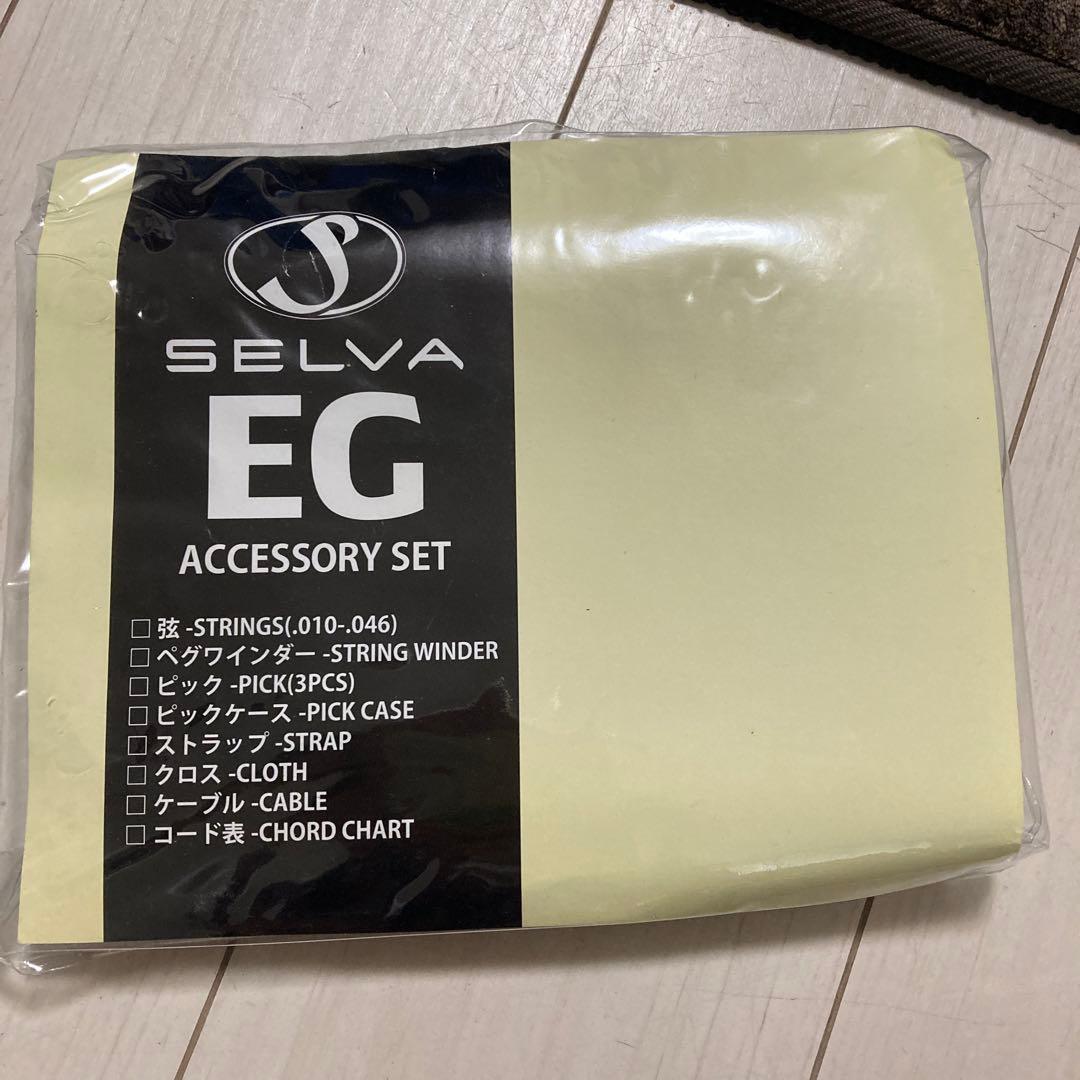 SELVA
EG
ACCESSORY SET
□ 弦 -STRINGS(.010-.046)
□ ペグワインダー -STRING WINDER
□ ピック -PICK(3PCS)
□ ピックケース -PICK CASE
□ ストラップ -STRAP
□ クロス -CLOTH
□ ケーブル -CABLE
□ コード表 -CHORD CHART